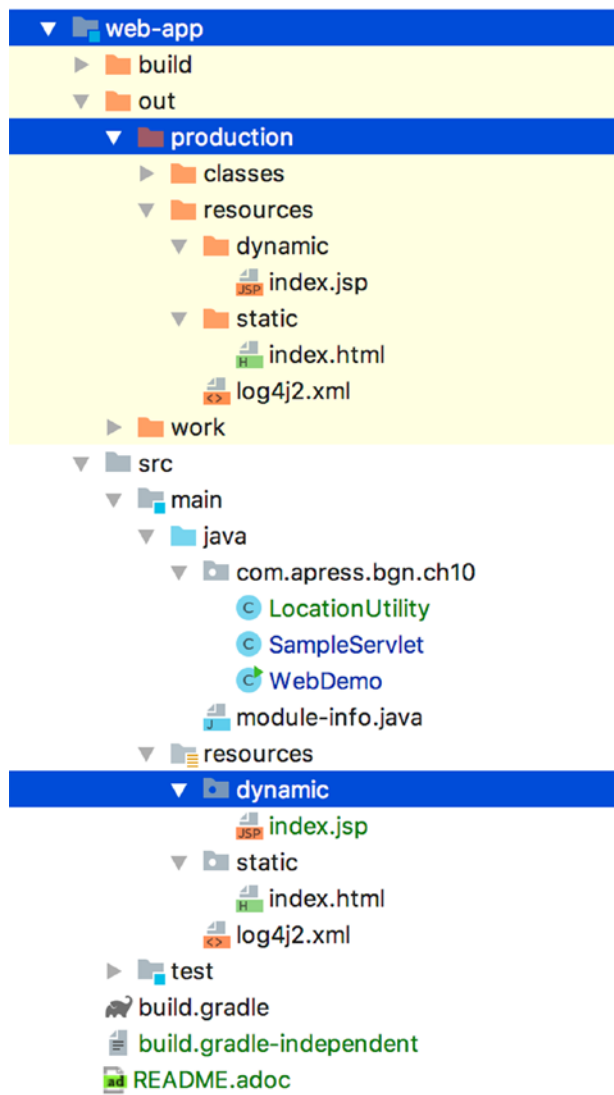 web-app
build
out
production
classes
resources
dynamic
JSP index.jsp
static
H index.html
<> log4j2.xml
work
src
main
java
com.apress.bgn.ch10
C LocationUtility
C SampleServlet
C WebDemo
J module-info.java
resources
dynamic
JSP index.jsp
static
H index.html
<> log4j2.xml
test
build.gradle
build.gradle-independent
ad README.adoc